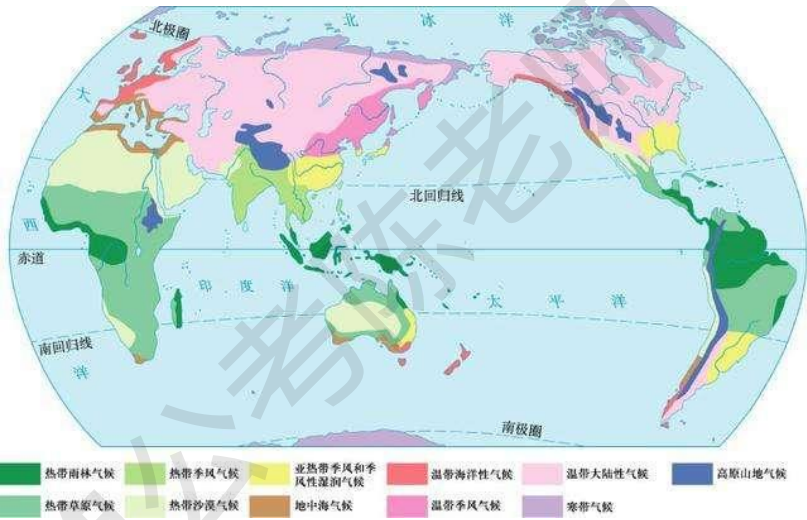 北极圈
北 冰 洋
大
西
洋
北回归线
赤道
印 度 洋
太 平 洋
南回归线
南极圈
热带雨林气候
热带季风气候
亚热带季风和季
风性湿润气候
温带海洋性气候
温带大陆性气候
高原山地气候
热带草原气候
热带沙漠气候
地中海气候
温带季风气候
寒带气候
公考陈老师